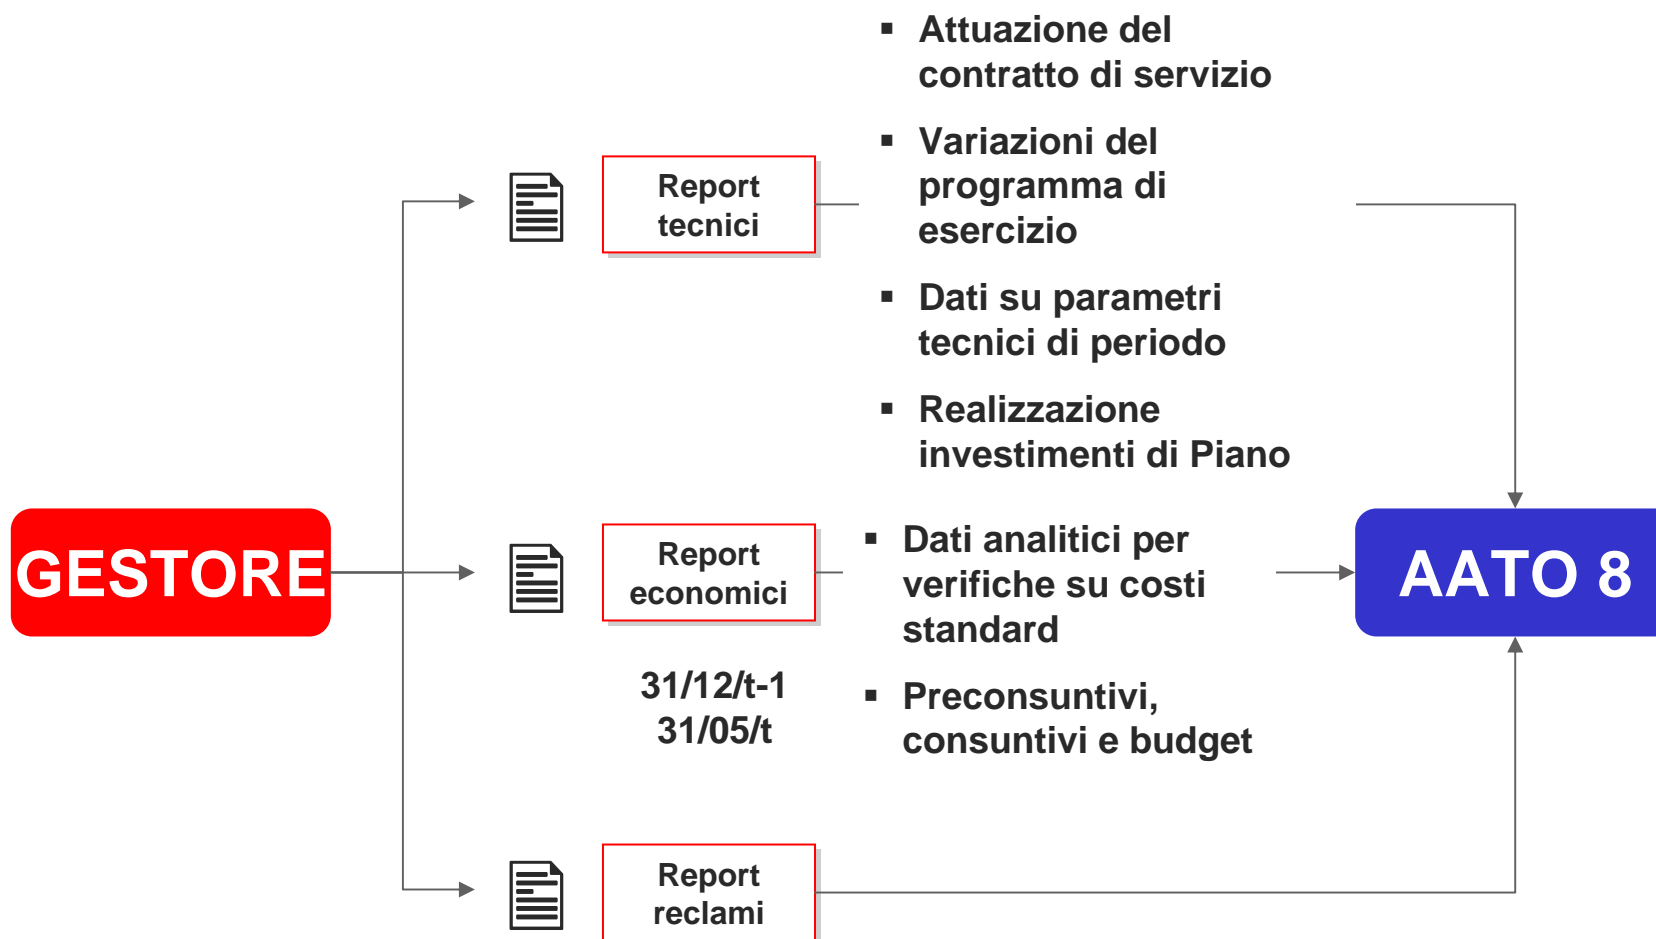 ▪ Attuazione del
contratto di servizio
▪ Variazioni del
programma di
esercizio
▪ Dati su parametri
tecnici di periodo
▪ Realizzazione
investimenti di Piano
Report
tecnici
GESTORE
Report
economici
31/12/t-1
31/05/t
▪ Dati analitici per
verifiche su costi
standard
▪ Preconsuntivi,
consuntivi e budget
AATO 8
Report
reclami